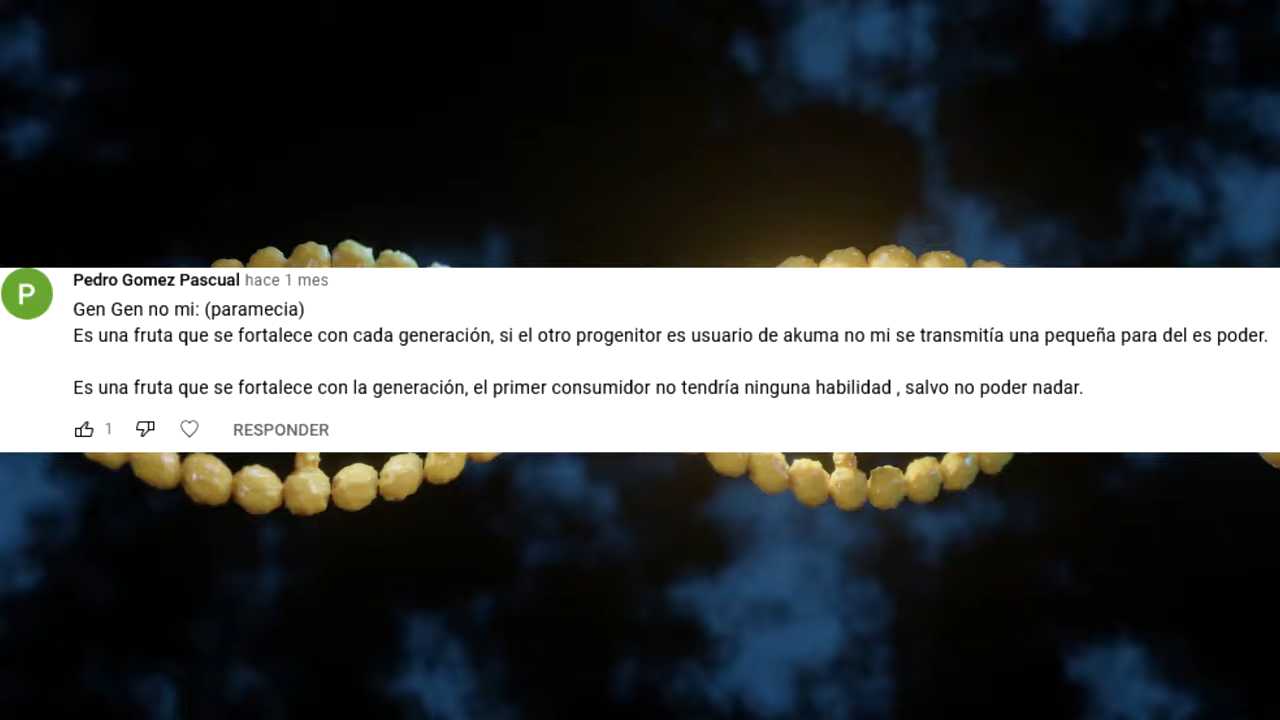 P
Pedro Gomez Pascual hace 1 mes
Gen Gen no mi: (paramecia)
Es una fruta que se fortalece con cada generación, si el otro progenitor es usuario de akuma no mi se transmitía una pequeña para del es poder.
Es una fruta que se fortalece con la generación, el primer consumidor no tendría ninguna habilidad , salvo no poder nadar.
1 RESPONDER